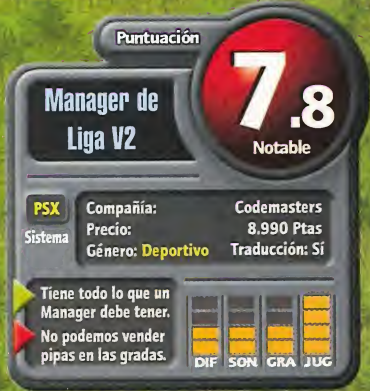 Puntuación
7.8
Notable
Manager de
Liga V2
PSX
Sistema
Compañía: Codemasters
Precio: 8.990 Ptas
Género: Deportivo Traducción: Sí
Tiene todo lo que un
Manager debe tener.
No podemos vender
pipas en las gradas.
DIF SON GRA JUG